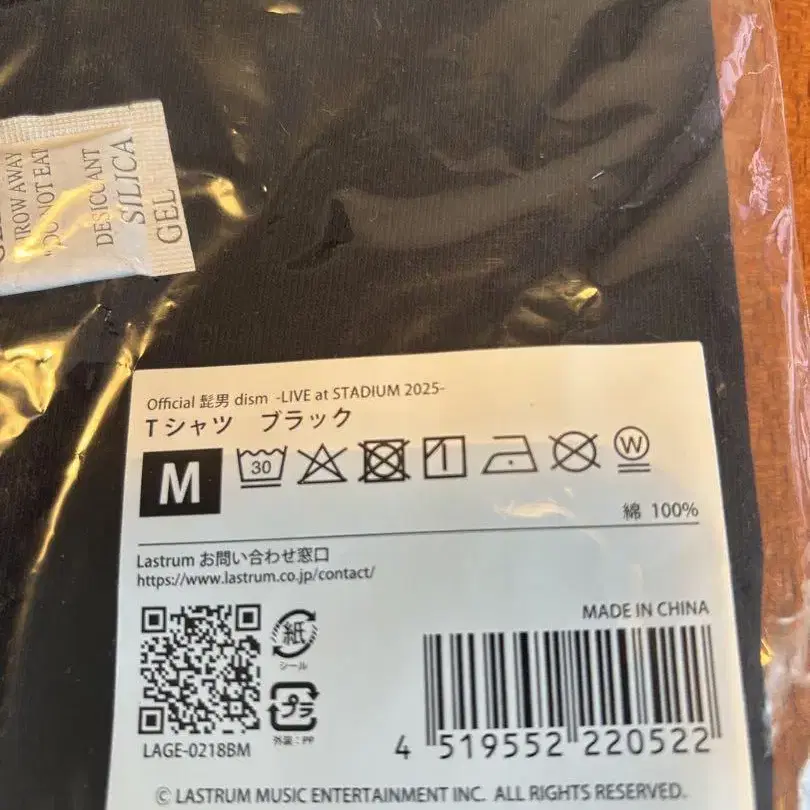 DO NOT EAT
DESICCANT
SILICA
GEL
Official 髭男 dism -LIVE at STADIUM 2025-
Tシャツ ブラック
M
30
W
綿 100%
Lastrum お問い合わせ窓口
https://www.lastrum.co.jp/contact/
MADE IN CHINA
紙
シール
プラ
外装：PP
LAGE-0218BM
4 519552 220522
© LASTRUM MUSIC ENTERTAINMENT INC. ALL RIGHTS RESERVED.